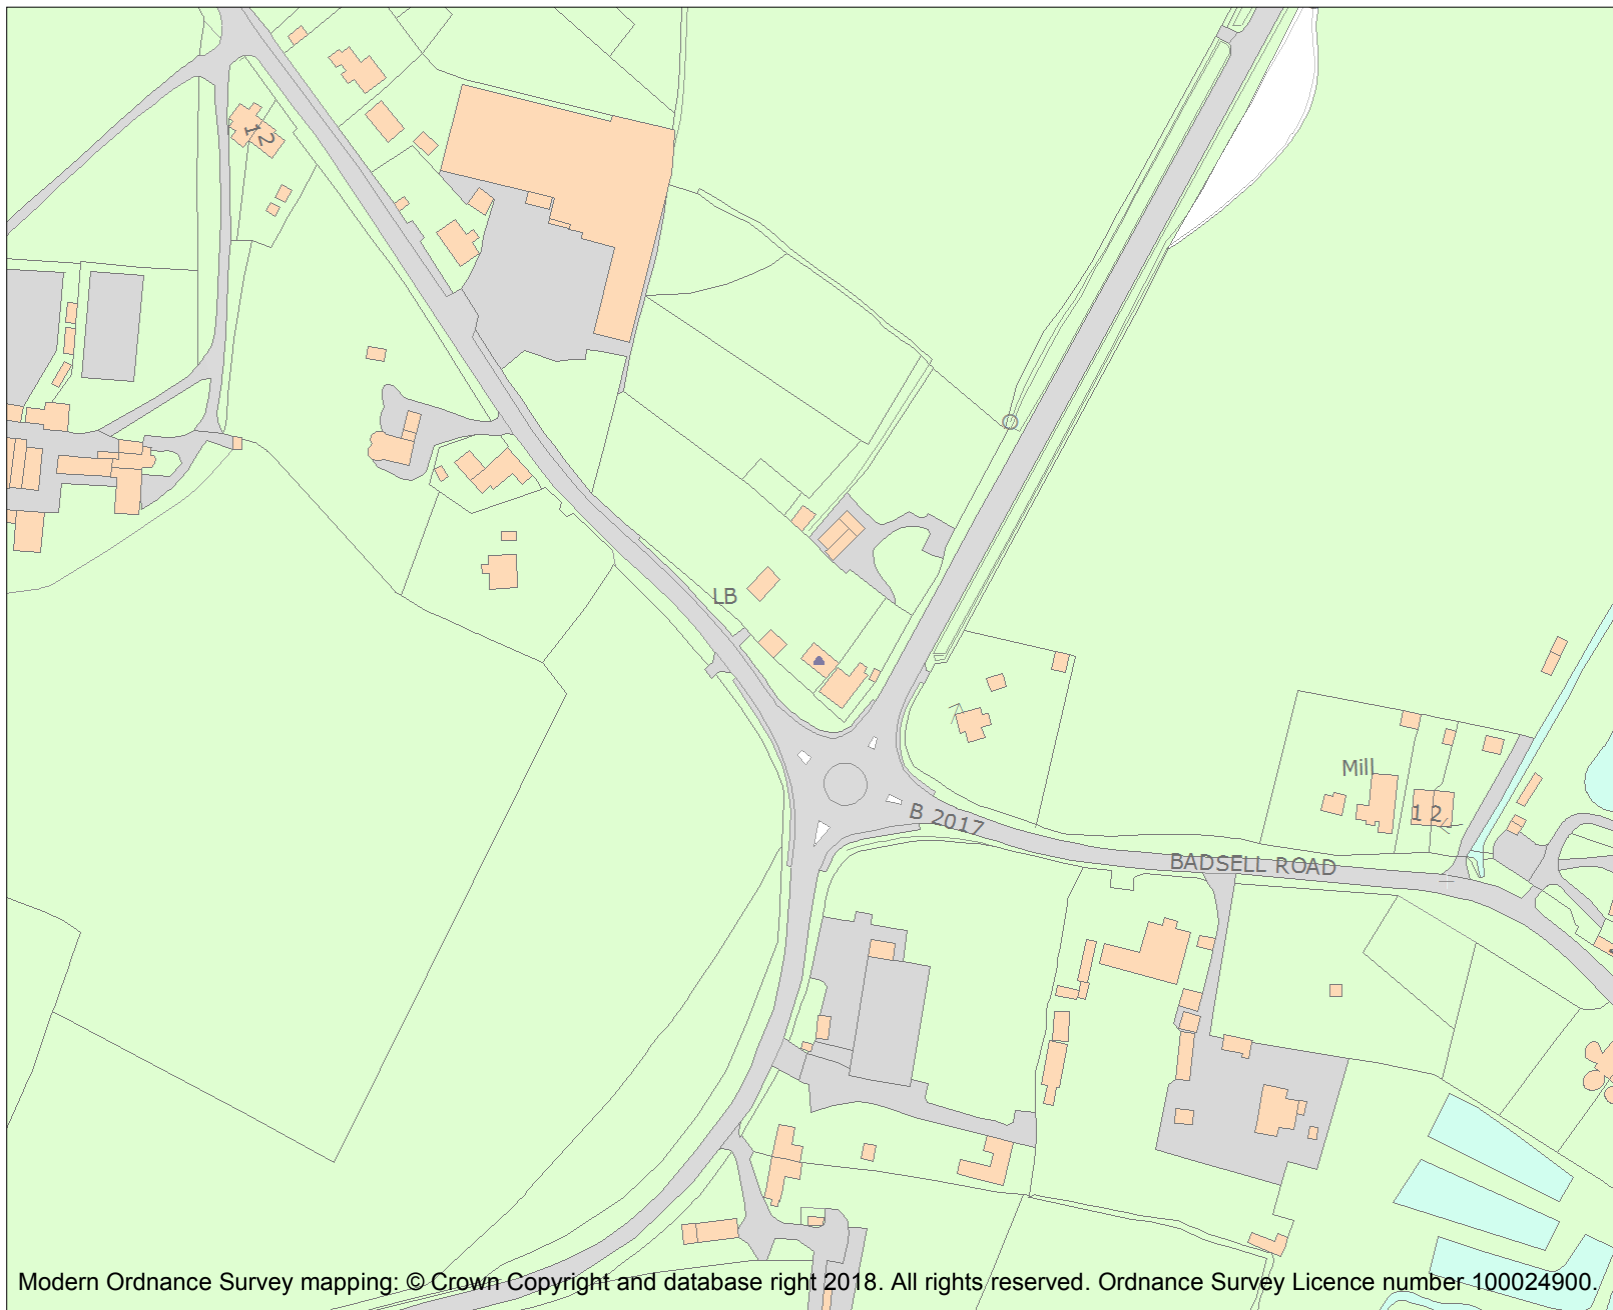 12
LB
Mill
1 2
B 2017
BADSELL ROAD
Modern Ordnance Survey mapping: © Crown Copyright and database right 2018. All rights reserved. Ordnance Survey Licence number 100024900.